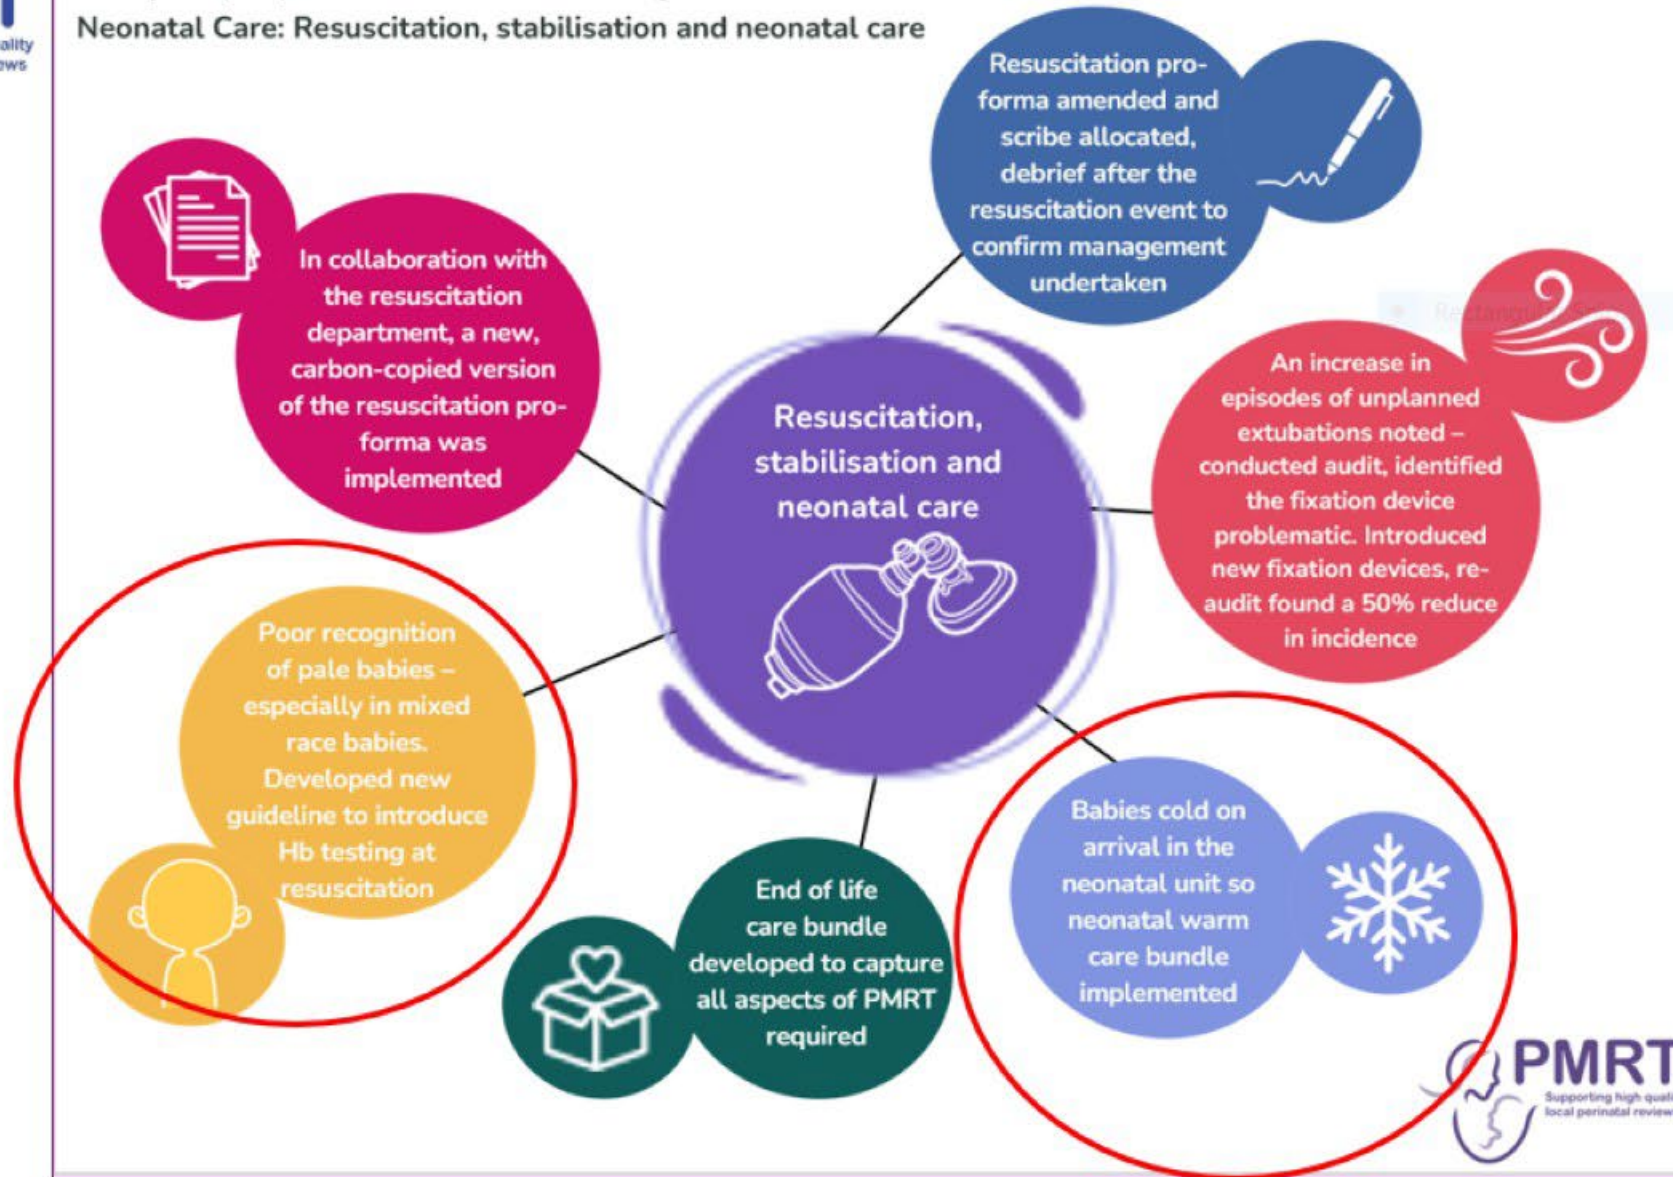 Neonatal Care: Resuscitation, stabilisation and neonatal care
Resuscitation pro-
forma amended and
scribe allocated,
debrief after the
resuscitation event to
confirm management
undertaken
In collaboration with
the resuscitation
department, a new,
carbon-copied version
of the resuscitation pro-
forma was
implemented
An increase in
episodes of unplanned
extubations noted –
conducted audit, identified
the fixation device
problematic. Introduced
new fixation devices, re-
audit found a 50% reduce
in incidence
Resuscitation,
stabilisation and
neonatal care
Poor recognition
of pale babies –
especially in mixed
race babies.
Developed new
guideline to introduce
Hb testing at
resuscitation
Babies cold on
arrival in the
neonatal unit so
neonatal warm
care bundle
implemented
End of life
care bundle
developed to capture
all aspects of PMRT
required
PMRT
Supporting high quali
local perinatal review